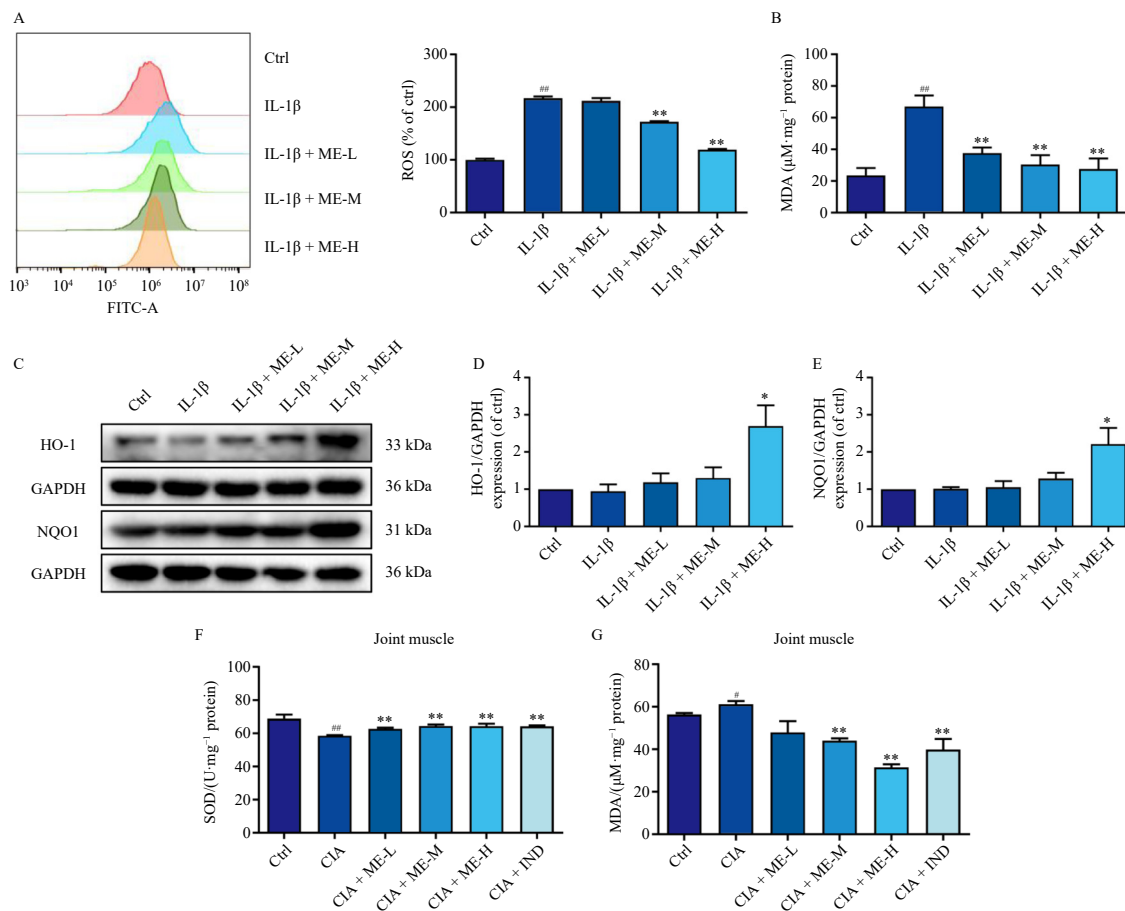 A
Ctrl
IL-1β
IL-1β + ME-L
IL-1β + ME-M
IL-1β + ME-H
10³ 10⁴ 10⁵ 10⁶ 10⁷ 10⁸
FITC-A
ROS (% of ctrl)
300
200
100
0
##
**
**
Ctrl
IL-1β
IL-1β + ME-L
IL-1β + ME-M
IL-1β + ME-H
B
MDA (μM·mg⁻¹ protein)
100
80
60
40
20
0
##
**
**
**
Ctrl
IL-1β
IL-1β + ME-L
IL-1β + ME-M
IL-1β + ME-H
C
Ctrl
IL-1β
IL-1β + ME-L
IL-1β + ME-M
IL-1β + ME-H
HO-1 33 kDa
GAPDH 36 kDa
NQO1 31 kDa
GAPDH 36 kDa
D
HO-1/GAPDH
expression (of ctrl)
4
3
2
1
0
*
Ctrl
IL-1β
IL-1β + ME-L
IL-1β + ME-M
IL-1β + ME-H
E
NQO1/GAPDH
expression (of ctrl)
4
3
2
1
0
*
Ctrl
IL-1β
IL-1β + ME-L
IL-1β + ME-M
IL-1β + ME-H
F
Joint muscle
SOD/(U·mg⁻¹ protein)
100
80
60
40
20
0
##
**
**
**
**
Ctrl
CIA
CIA + ME-L
CIA + ME-M
CIA + ME-H
CIA + IND
G
Joint muscle
MDA/(μM·mg⁻¹ protein)
80
60
40
20
0
#
**
**
**
Ctrl
CIA
CIA + ME-L
CIA + ME-M
CIA + ME-H
CIA + IND